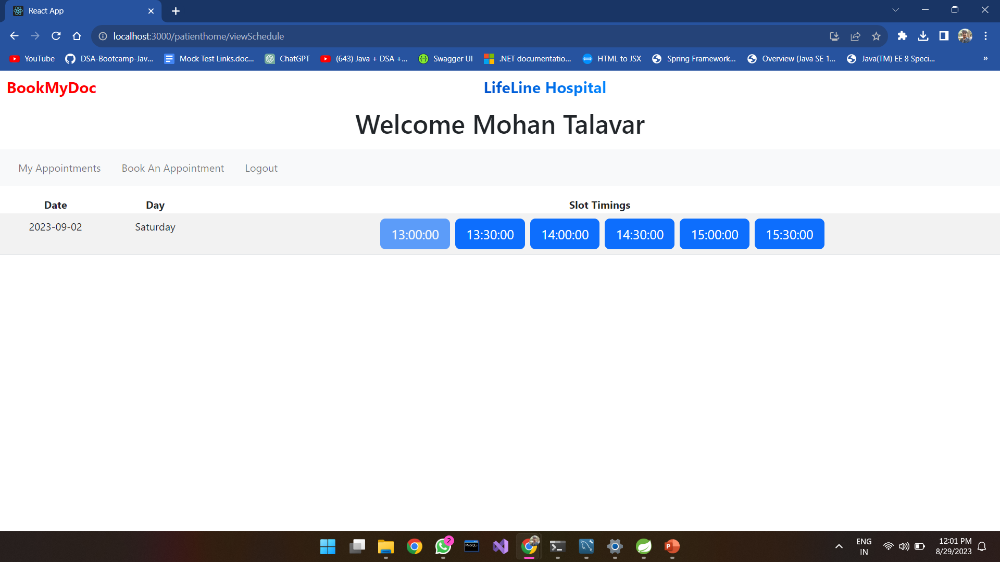 React App
localhost:3000/patienthome/viewSchedule
YouTube DSA-Bootcamp-Jav... Mock Test Links.doc... ChatGPT (643) Java + DSA +... Swagger UI .NET documentatio... HTML to JSX Spring Framework... Overview (Java SE 1... Java(TM) EE 8 Speci... »
BookMyDoc LifeLine Hospital
Welcome Mohan Talavar
My Appointments Book An Appointment Logout
Date Day Slot Timings
2023-09-02 Saturday 13:00:00 13:30:00 14:00:00 14:30:00 15:00:00 15:30:00
2
MySQL
P
ENG
IN
12:01 PM
8/29/2023